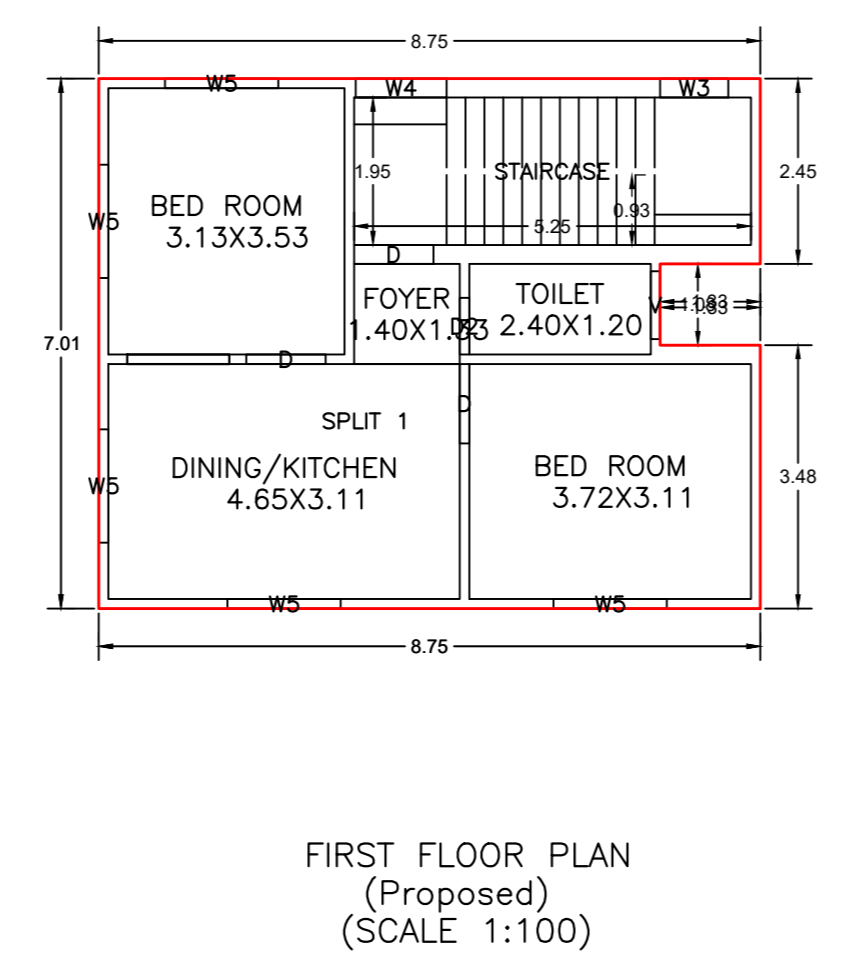 8.75
W5
W4
W3
1.95
STAIRCASE
2.45
BED ROOM
3.13X3.53
W5
0.93
5.25
D
FOYER
TOILET
2.40X1.20
V
7.01
D2
D
D
SPLIT 1
DINING/KITCHEN
4.65X3.11
BED ROOM
3.72X3.11
3.48
W5
W5
W5
8.75
FIRST FLOOR PLAN
(Proposed)
(SCALE 1:100)